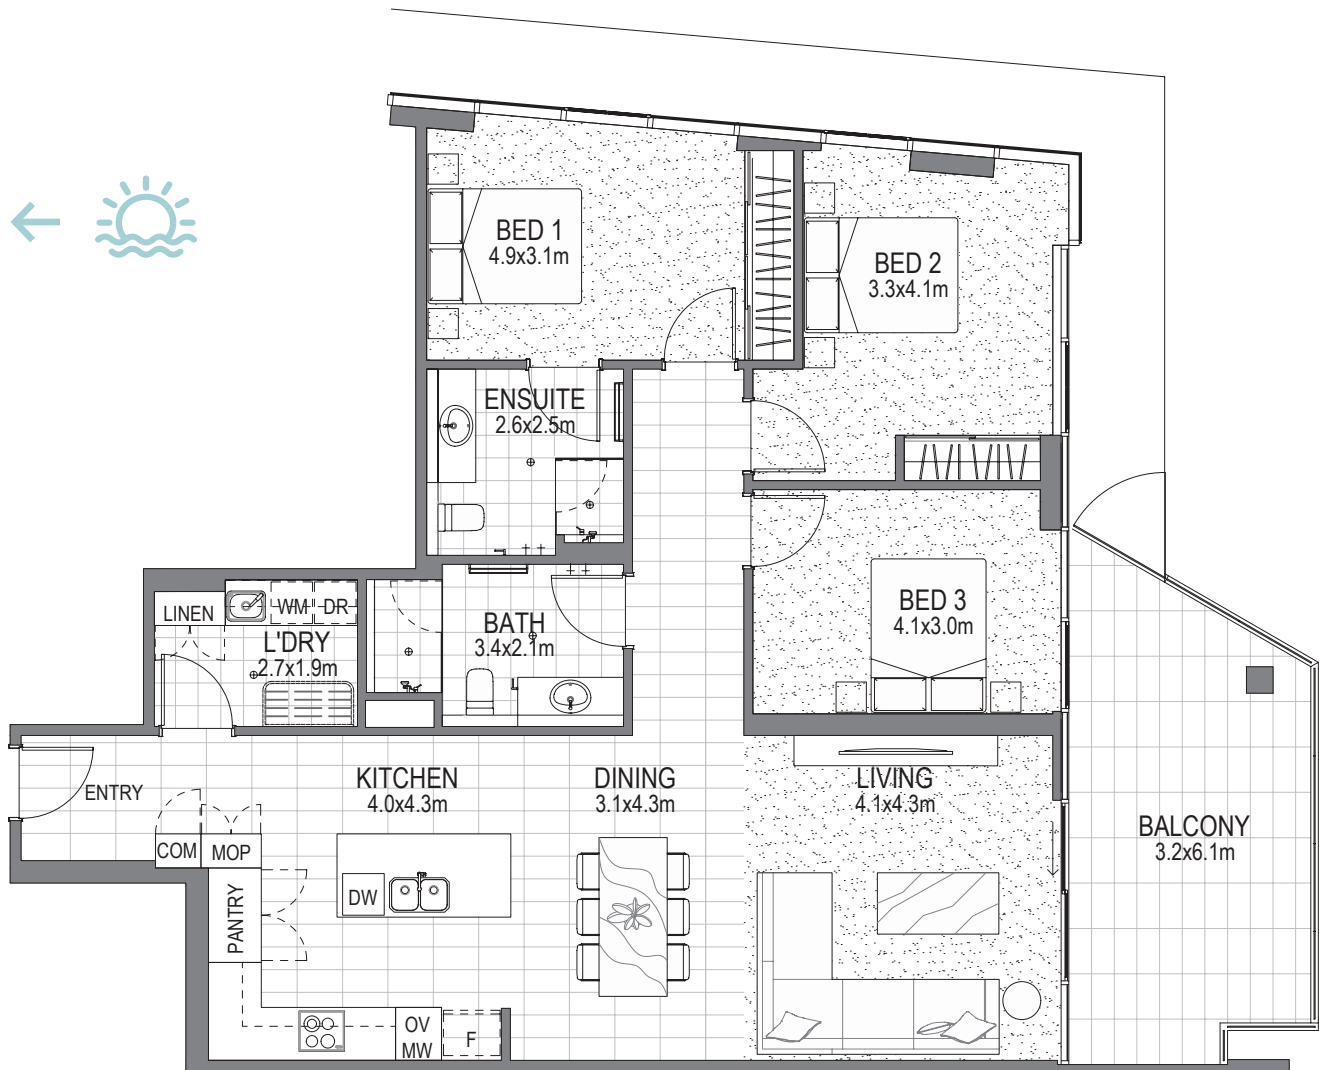 BED 1
4.9x3.1m
BED 2
3.3x4.1m
ENSUITE
2.6x2.5m
LINEN
WM
DR
L'DRY
2.7x1.9m
BATH
3.4x2.1m
BED 3
4.1x3.0m
ENTRY
KITCHEN
4.0x4.3m
DINING
3.1x4.3m
LIVING
4.1x4.3m
BALCONY
3.2x6.1m
COM
MOP
PANTRY
DW
OV
MW
F